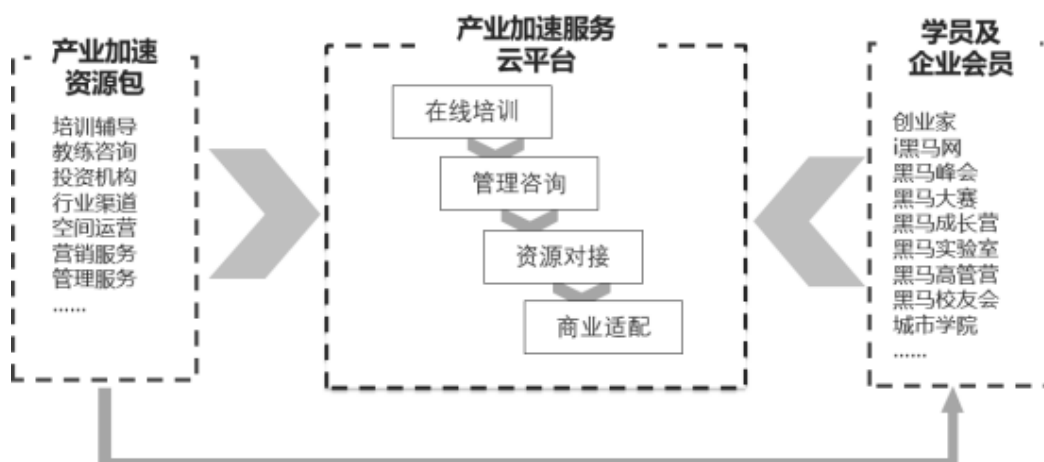 产业加速
资源包
培训辅导
教练咨询
投资机构
行业渠道
空间运营
营销服务
管理服务
......
产业加速服务
云平台
在线培训
管理咨询
资源对接
商业适配
学员及
企业会员
创业家
i黑马网
黑马峰会
黑马大赛
黑马成长营
黑马实验室
黑马高管营
黑马校友会
城市学院
......